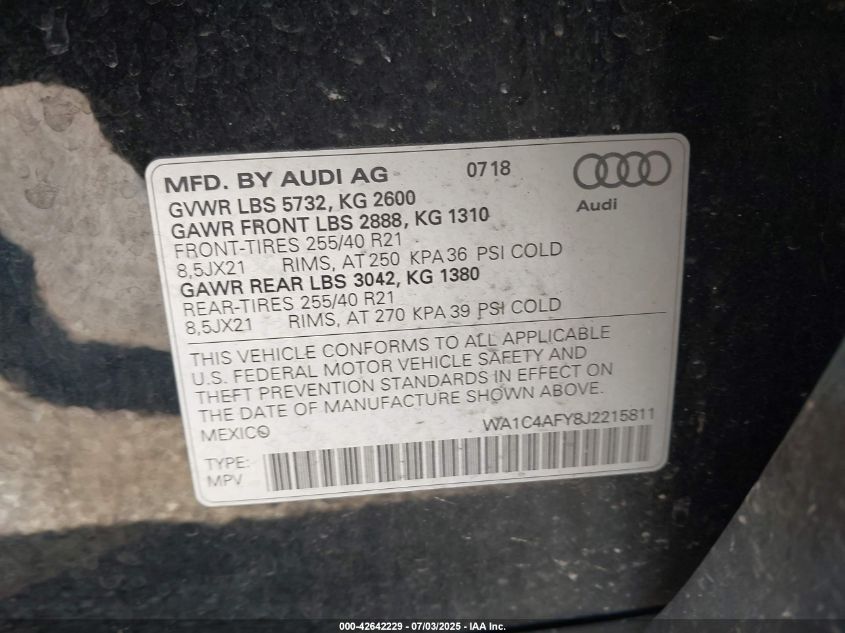 MFD. BY AUDI AG 0718
GVWR LBS 5732, KG 2600
GAWR FRONT LBS 2888, KG 1310
FRONT-TIRES 255/40 R21
8,5JX21 RIMS, AT 250 KPA 36 PSI COLD
GAWR REAR LBS 3042, KG 1380
REAR-TIRES 255/40 R21
8,5JX21 RIMS, AT 270 KPA 39 PSI COLD
Audi
THIS VEHICLE CONFORMS TO ALL APPLICABLE
U.S. FEDERAL MOTOR VEHICLE SAFETY AND
THEFT PREVENTION STANDARDS IN EFFECT ON
THE DATE OF MANUFACTURE SHOWN ABOVE.
MEXICO WA1C4AFY8J2215811
TYPE:
MPV
000-42642229 - 07/03/2025 - IAA Inc.